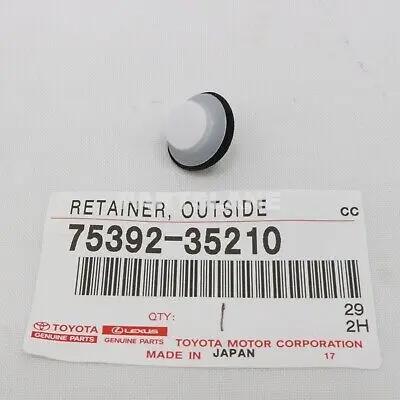 RETAINER, OUTSIDE CC
75392-35210
QTY: 1 29
2H
TOYOTA LEXUS TOYOTA MOTOR CORPORATION
GENUINE PARTS GENUINE PARTS
MADE IN JAPAN 17